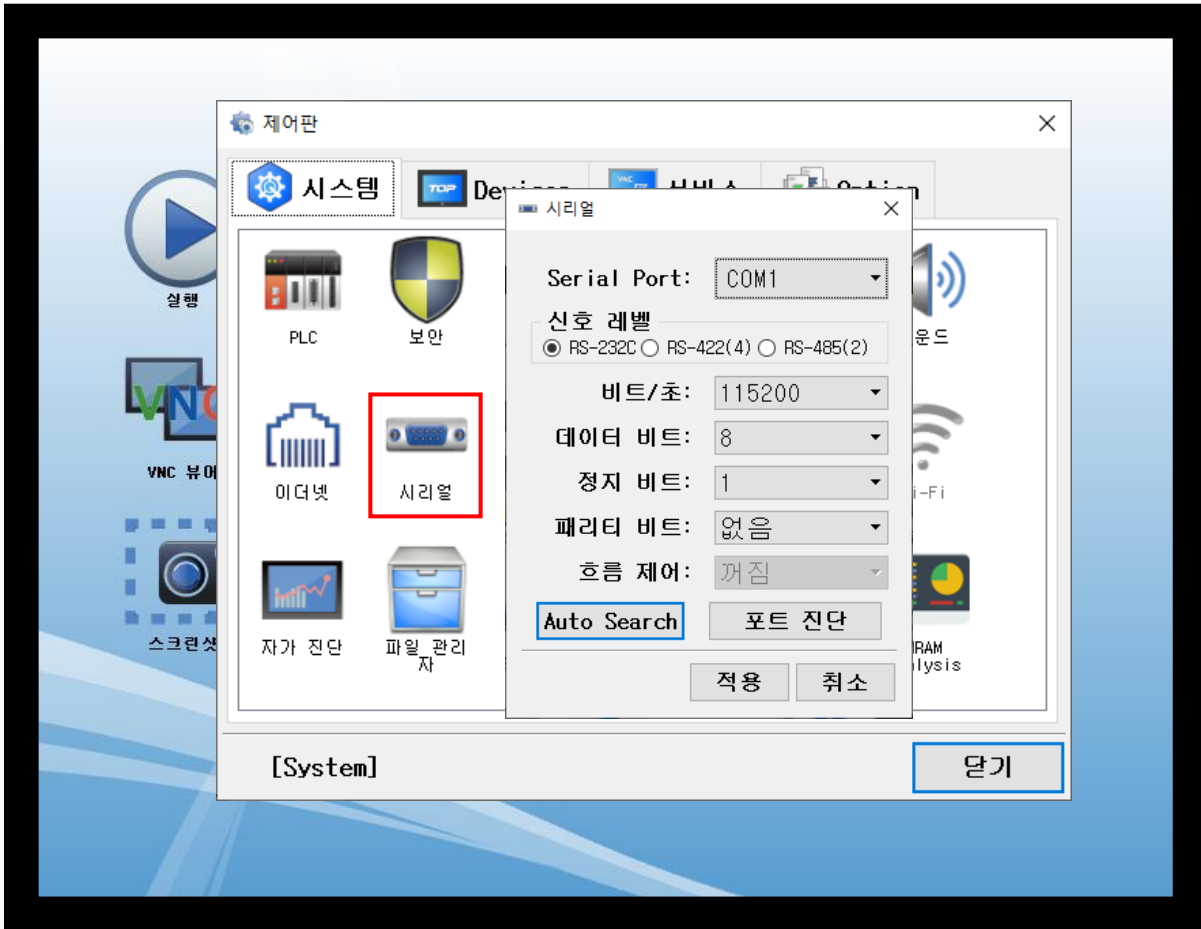 제어판
시스템
TOP
De
VNC
시리얼
Serial Port: COM1
신호 레벨
RS-232C RS-422(4) RS-485(2)
비트/초: 115200
데이터 비트: 8
정지 비트: 1
패리티 비트: 없음
흐름 제어: 꺼짐
Auto Search 포트 진단
적용 취소
실행
VNC
VNC 뷰어
스크린샷
PLC
보안
운드
이더넷
시리얼
i-Fi
자가 진단
파일 관리
자
RAM
lysis
[System]
닫기